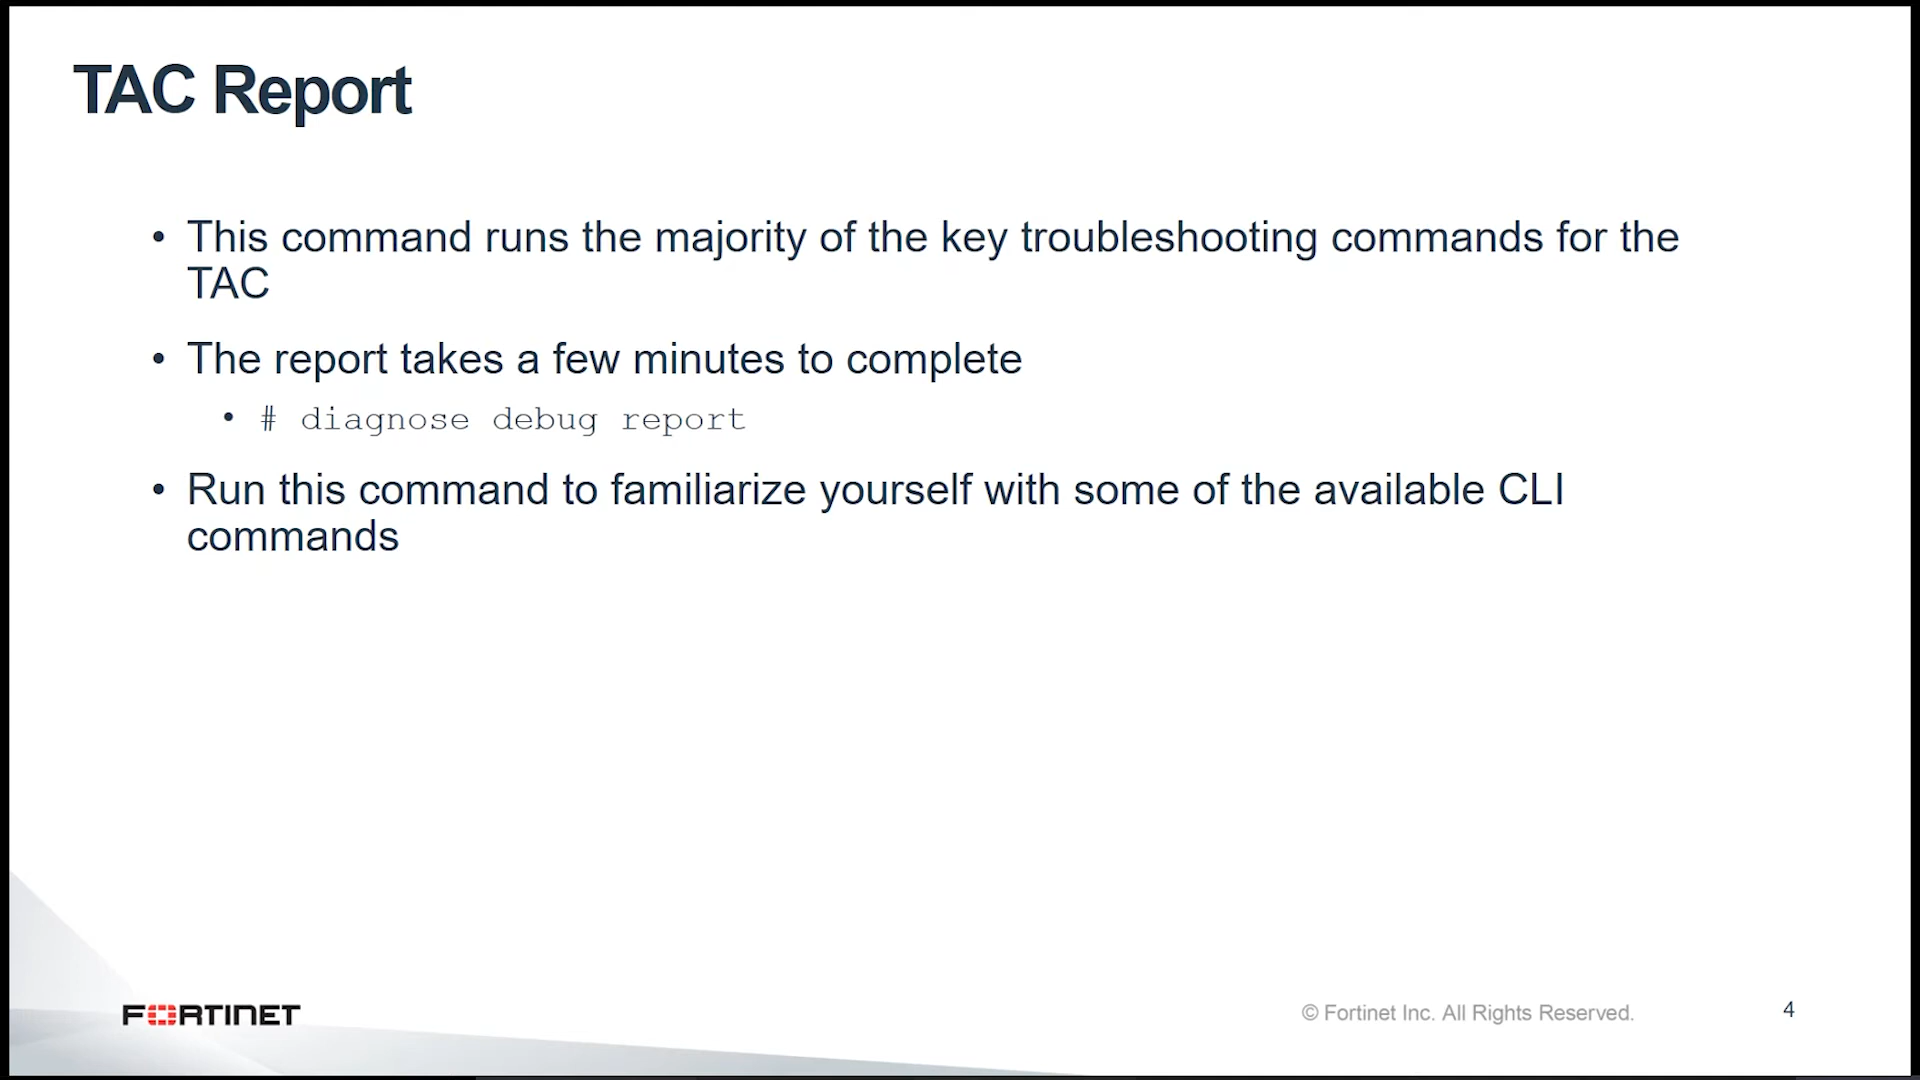 TAC Report
• This command runs the majority of the key troubleshooting commands for the
TAC
• The report takes a few minutes to complete
• # diagnose debug report
• Run this command to familiarize yourself with some of the available CLI
commands
FORTINET
© Fortinet Inc. All Rights Reserved.
4